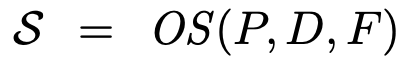 𝒮 = OS(P, D, F)